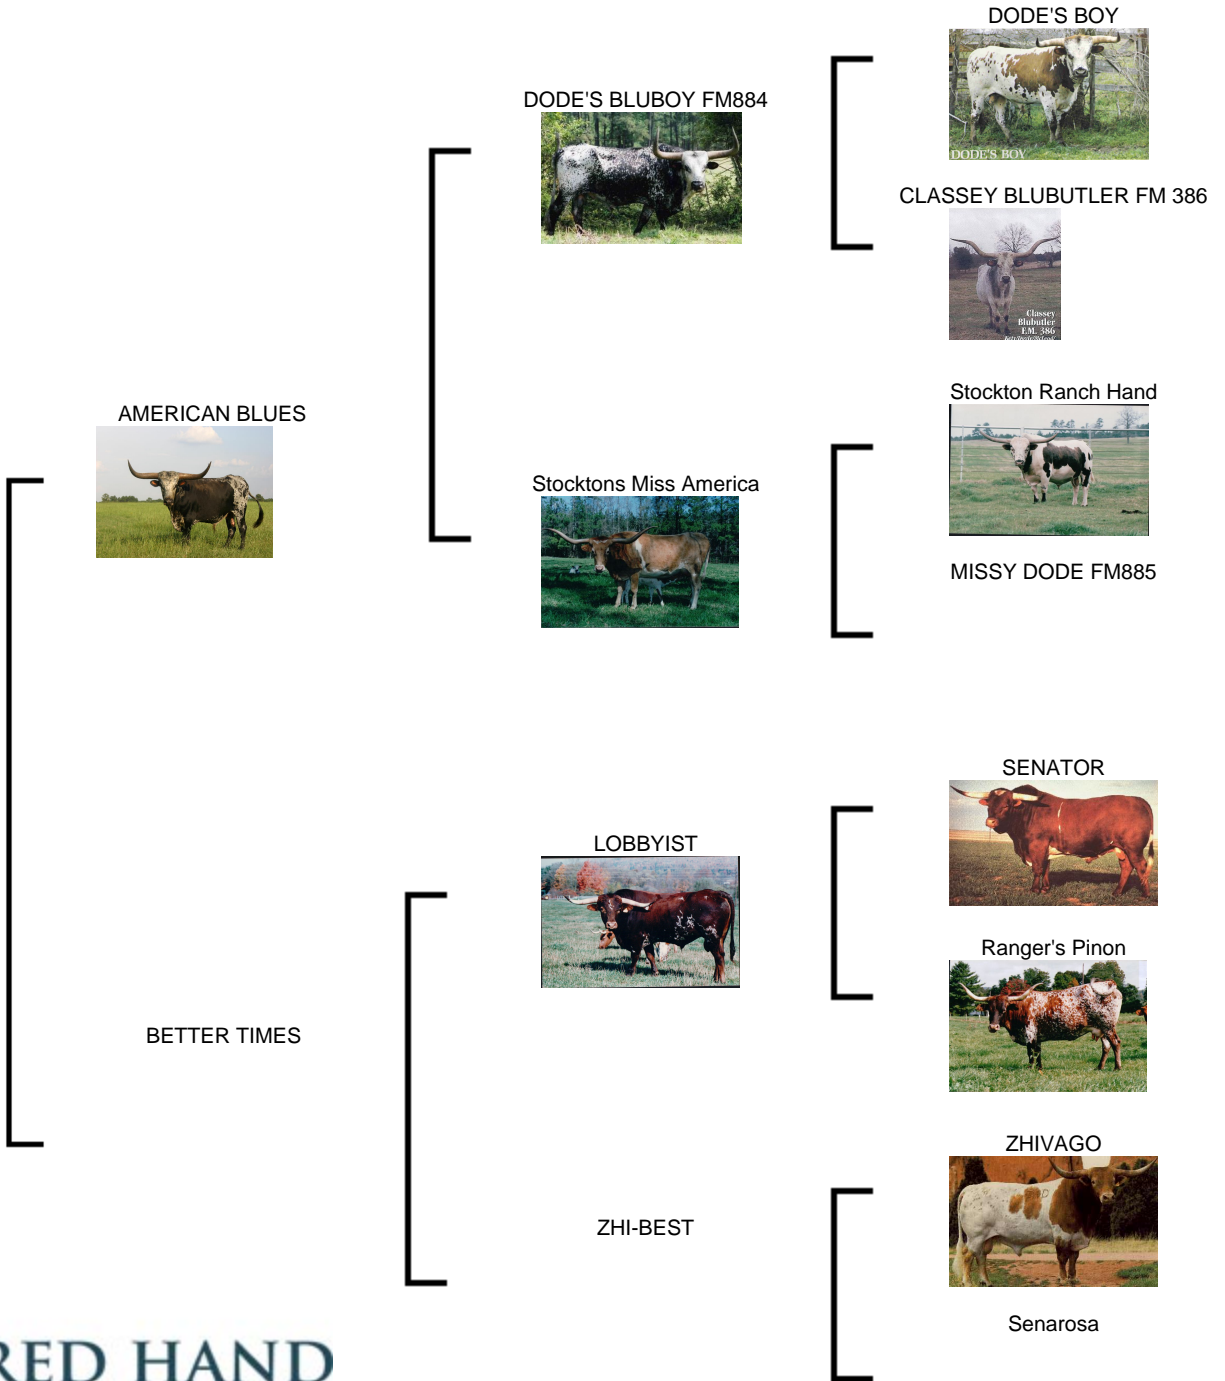 DODE'S BOY
DODE'S BLUBOY FM884
DODE'S BOY
CLASSEY BLUBUTLER FM 386
Classey
Blubutler
F.M. 386
Stockton Ranch Hand
AMERICAN BLUES
Stocktons Miss America
MISSY DODE FM885
SENATOR
LOBBYIST
Ranger's Pinon
BETTER TIMES
ZHIVAGO
ZHI-BEST
Senarosa
RED HAND